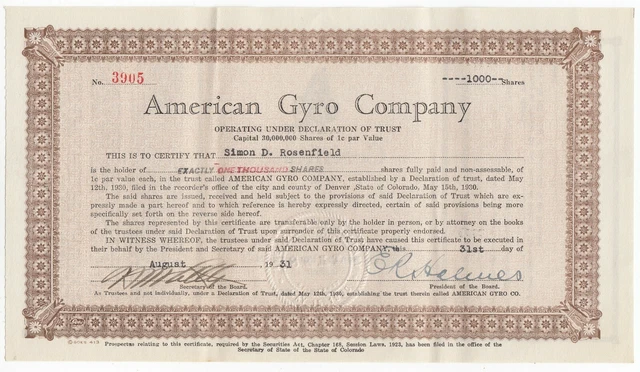 No. 3905 ----1000-- Shares
American Gyro Company
OPERATING UNDER DECLARATION OF TRUST
Capital 30,000,000 Shares of 1c par Value
THIS IS TO CERTIFY THAT Simon D. Rosenfield
is the holder of EXACTLY ONE THOUSAND SHARES shares fully paid and non-assessable, of
1c par value each, in the trust called AMERICAN GYRO COMPANY, established by a Declaration of trust, dated May
12th, 1930, filed in the recorder's office of the city and county of Denver ,State of Colorado, May 15th, 1930.
The said shares are issued, received and held subject to the provisions of said Declaration of Trust which are ex-
pressly made a part hereof and to which reference is hereby expressly directed, certain of said provisions being more
specifically set forth on the reverse side hereof.
The shares represented by this certificate are transferable only by the holder in person, or by attorney on the books
of the trustees under said Declaration of Trust upon surrender of this certificate properly endorsed.
IN WITNESS WHEREOF, the trustees under said Declaration of Trust have caused this certificate to be executed in
their behalf by the President and Secretary of said AMERICAN GYRO COMPANY, this 31st day of
August 1931
E R Holmes
Secretary of the Board. President of the Board.
As Trustees and not individually, under a Declaration of Trust, dated May 12th, 1930, establishing the trust therein called AMERICAN GYRO CO.
Prospectus relating to this certificate, required by the Securities Act, Chapter 168, Session Laws, 1923, has been filed in the office of the
Secretary of State of the State of Colorado